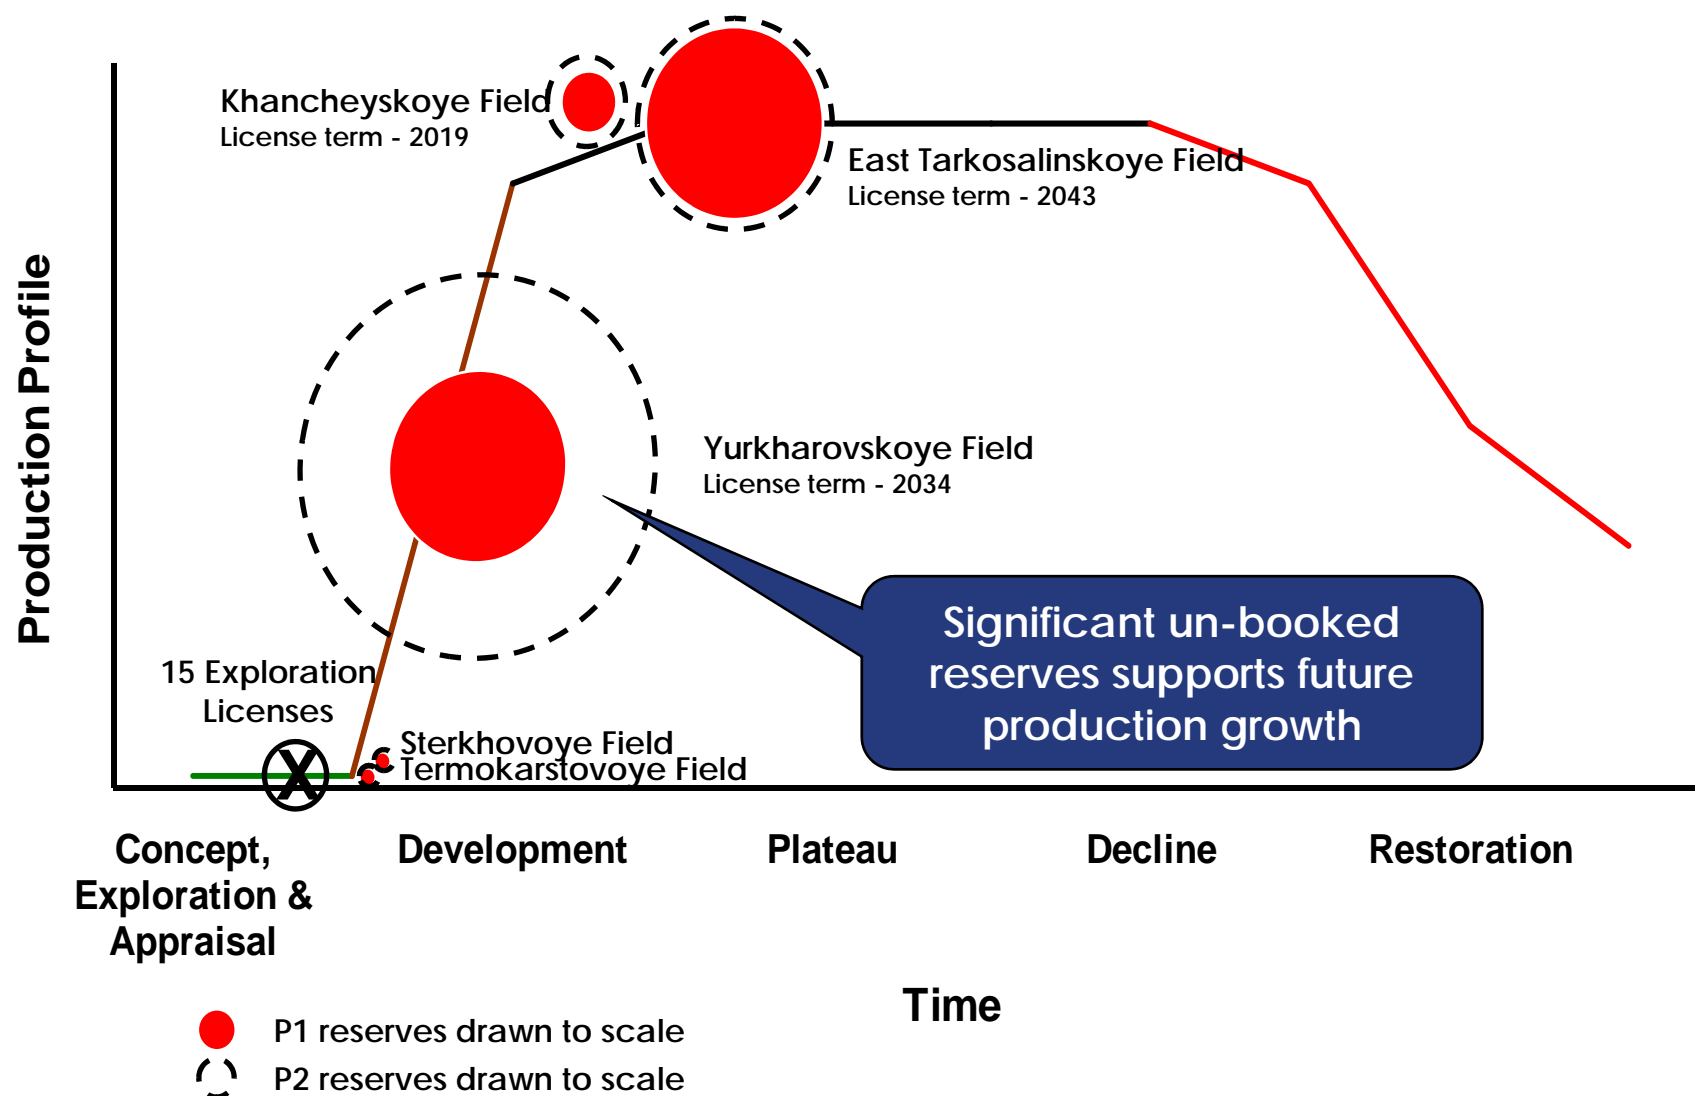 Production Profile
Khancheyskoye Field
License term - 2019
East Tarkosalinskoye Field
License term - 2043
Yurkharovskoye Field
License term - 2034
Significant un-booked
reserves supports future
production growth
15 Exploration
Licenses
X
Sterkhovoye Field
Termokarstovoye Field
Concept,
Exploration &
Appraisal
Development
Plateau
Decline
Restoration
Time
P1 reserves drawn to scale
P2 reserves drawn to scale